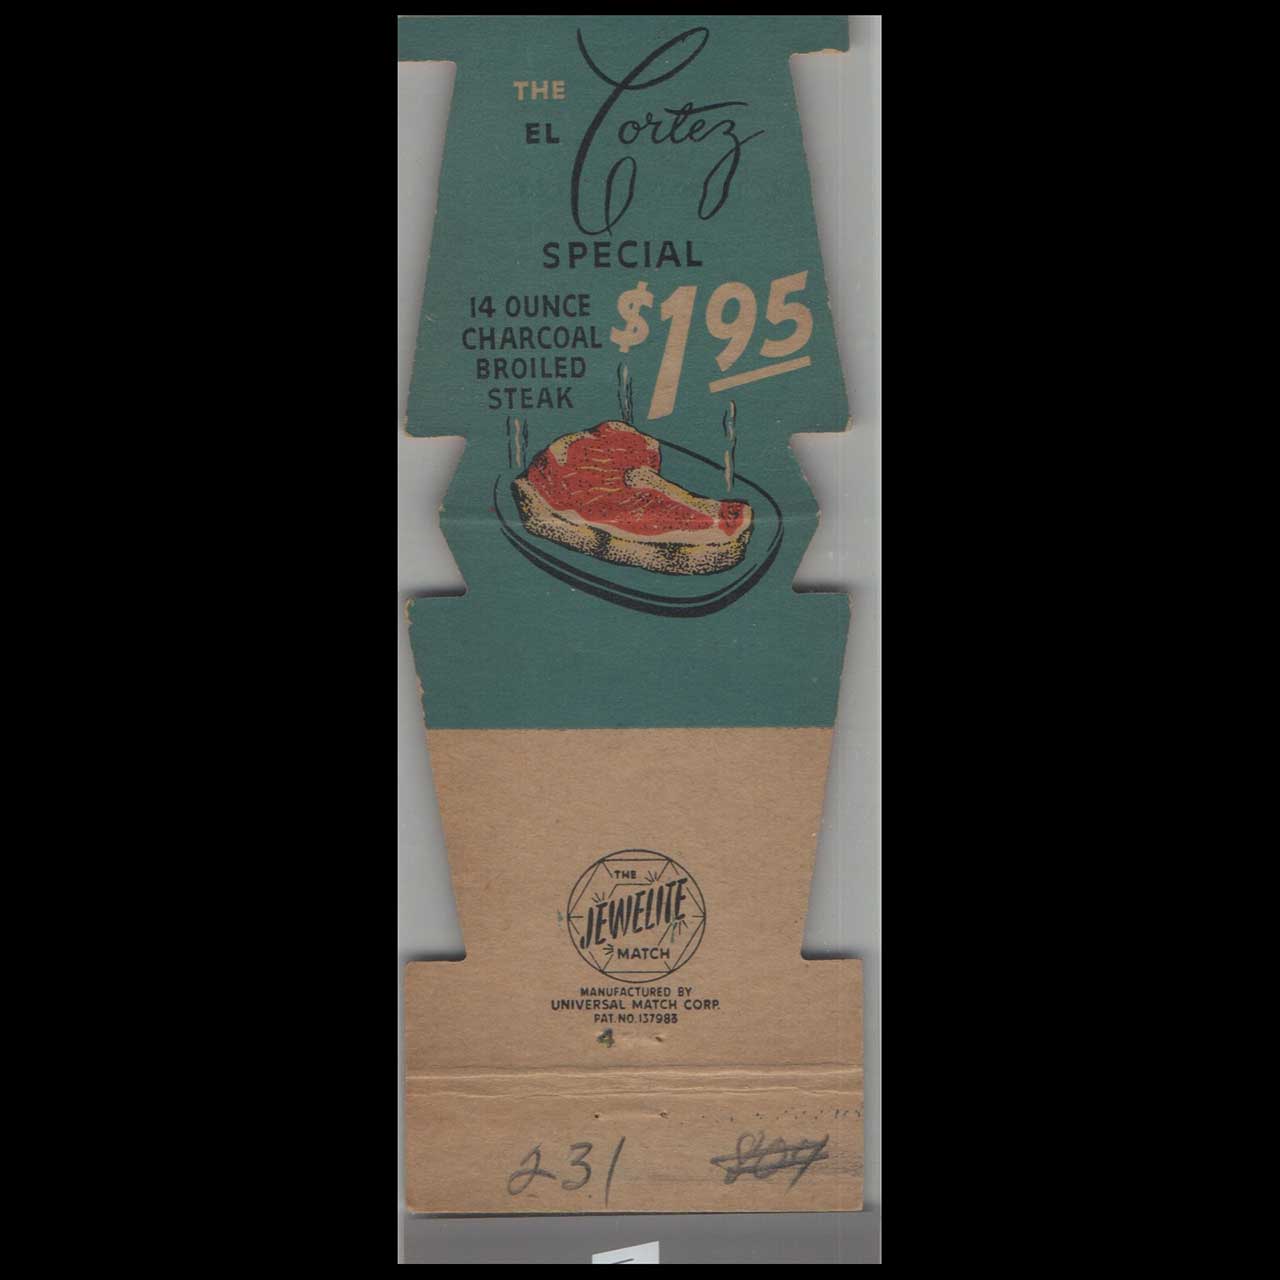 THE
EL Cortez
SPECIAL
14 OUNCE
CHARCOAL
BROILED
STEAK
$1.95
THE
JEWELITE
MATCH
MANUFACTURED BY
UNIVERSAL MATCH CORP.
PAT. NO. 137983
4
231